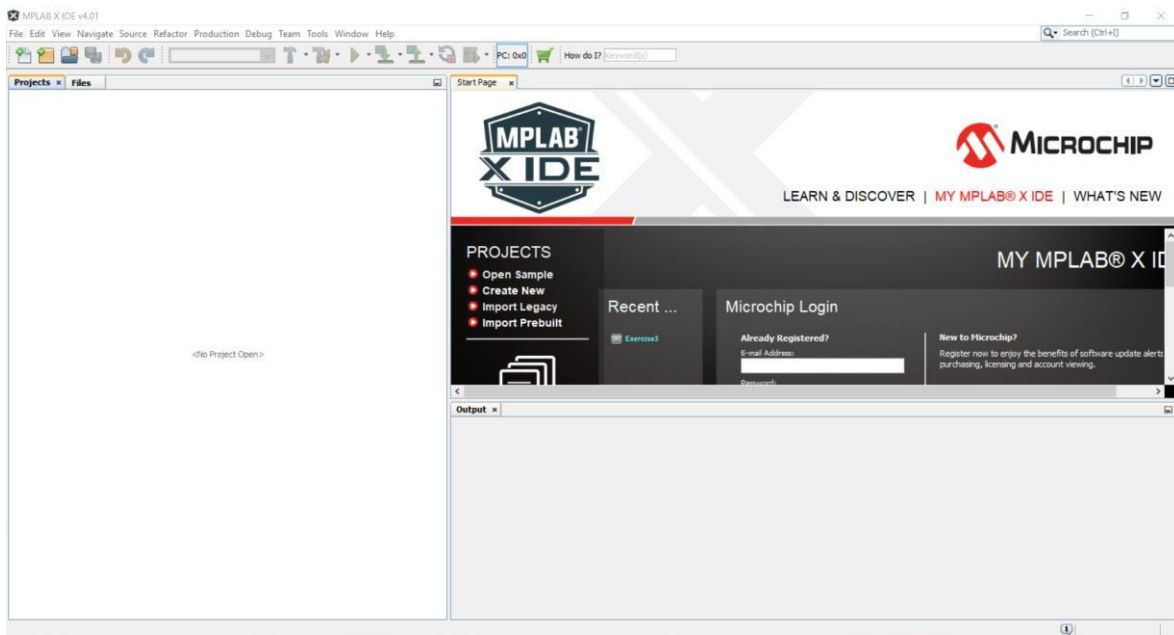 MPLAB X IDE v4.01
File Edit View Navigate Source Refactor Production Debug Team Tools Window Help
Search (Ctrl+I)
PC: 0x0
How do I?
Keyword(s)
Projects
Files
Start Page
MPLAB®
X IDE
MICROCHIP
LEARN & DISCOVER | MY MPLAB® X IDE | WHAT'S NEW
PROJECTS
Open Sample
Create New
Import Legacy
Import Prebuilt
MY MPLAB® X ID
Recent ...
Exercise3
Microchip Login
Already Registered?
E-mail Address:
Password:
New to Microchip?
Register now to enjoy the benefits of software update alerts
purchasing, licensing and account viewing.
<No Project Open>
Output